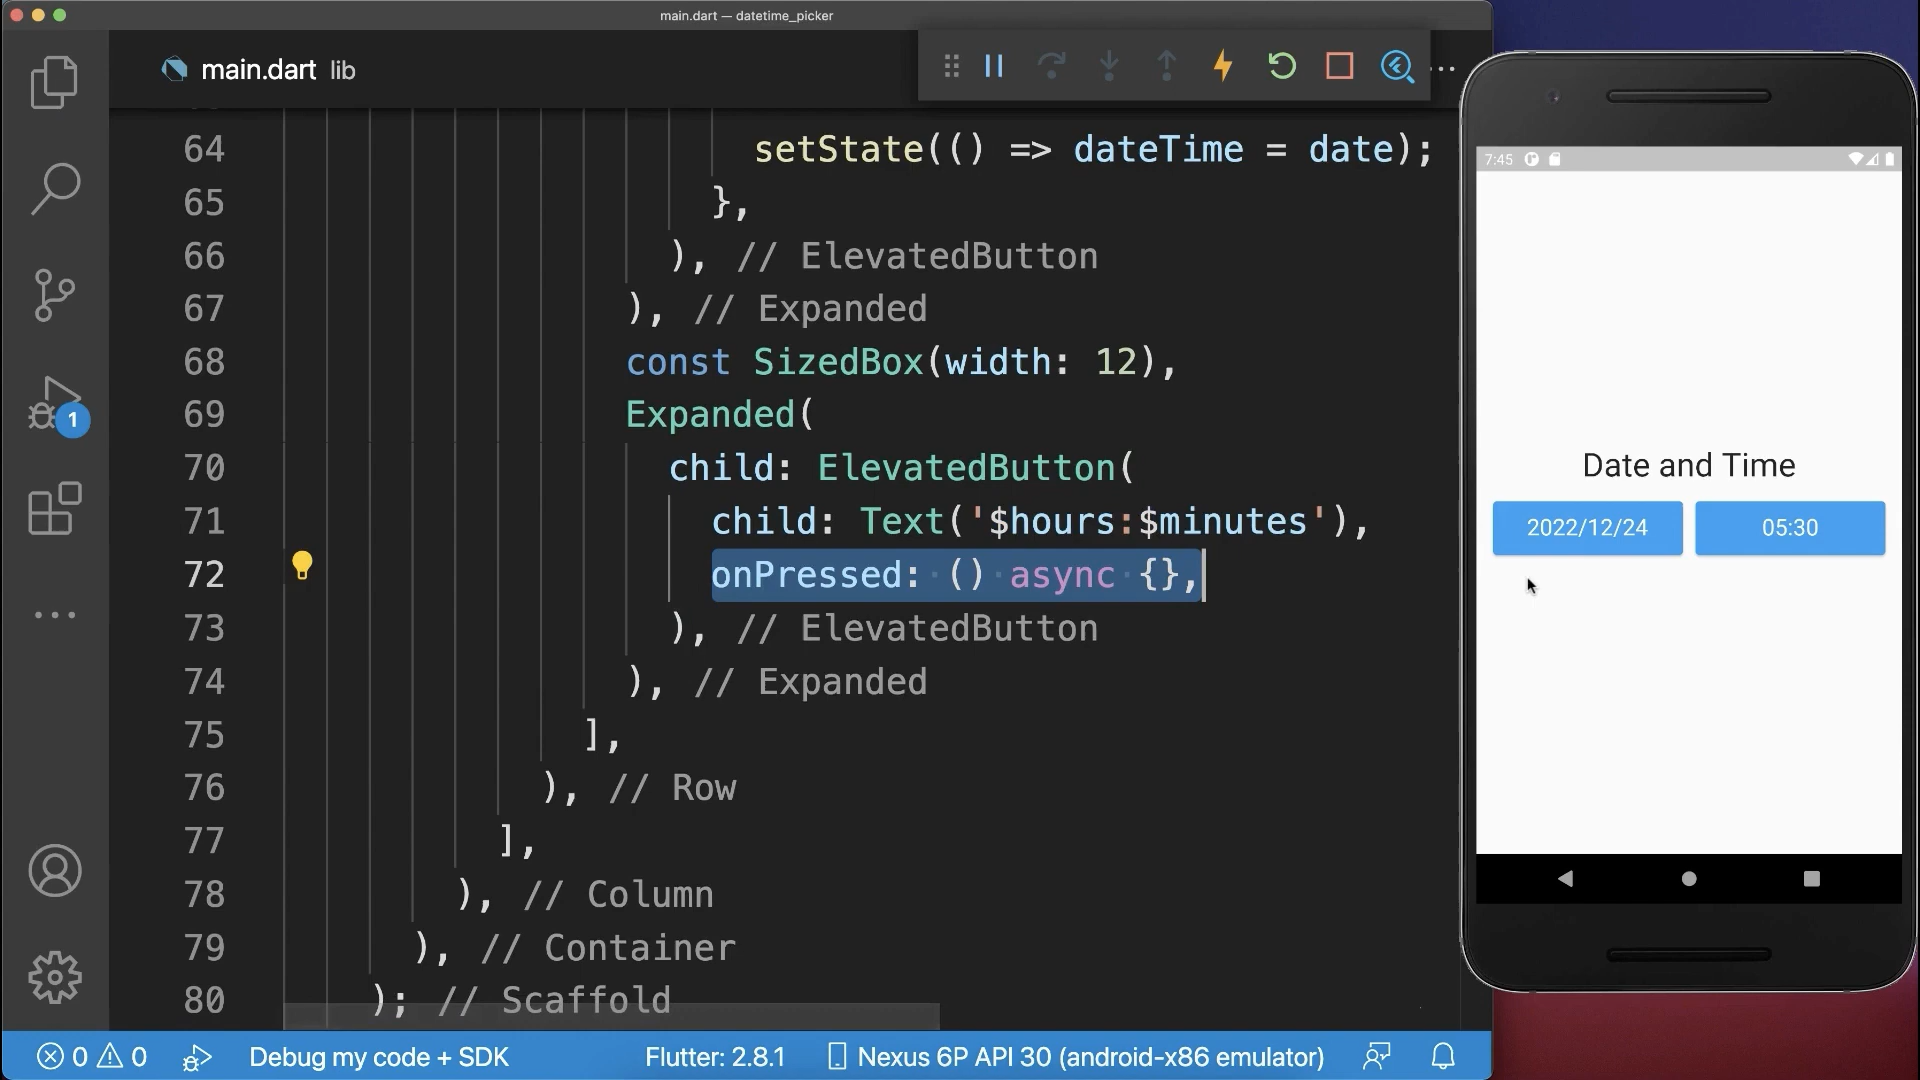 main.dart — datetime_picker
main.dart lib
64 setState(() => dateTime = date);
65 },
66 ), // ElevatedButton
67 ), // Expanded
68 const SizedBox(width: 12),
69 Expanded(
70 child: ElevatedButton(
71 child: Text('$hours:$minutes'),
72 onPressed: () async {},
73 ), // ElevatedButton
74 ), // Expanded
75 ],
76 ), // Row
77 ],
78 ), // Column
79 ), // Container
80 ); // Scaffold
1
0 0 Debug my code + SDK Flutter: 2.8.1 Nexus 6P API 30 (android-x86 emulator)
7:45
Date and Time
2022/12/24 05:30